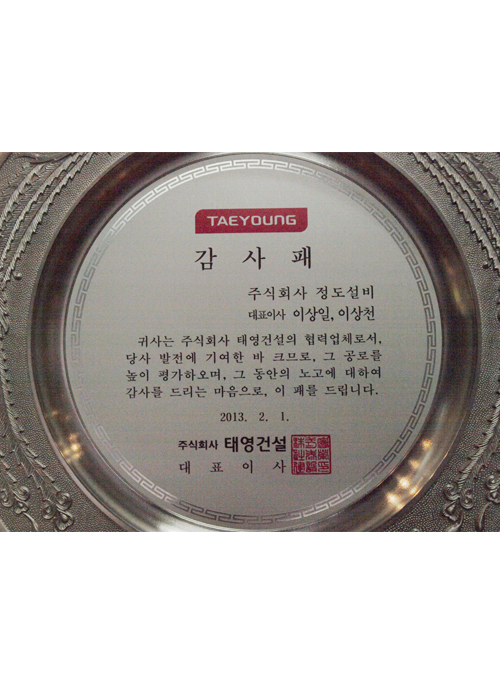 TAEYOUNG
감 사 패
주식회사 정도설비
대표이사 이상일, 이상천
귀사는 주식회사 태영건설의 협력업체로서,
당사 발전에 기여한 바 크므로, 그 공로를
높이 평가하오며, 그 동안의 노고에 대하여
감사를 드리는 마음으로, 이 패를 드립니다.
2013. 2. 1.
주식회사 태영건설
대 표 이 사